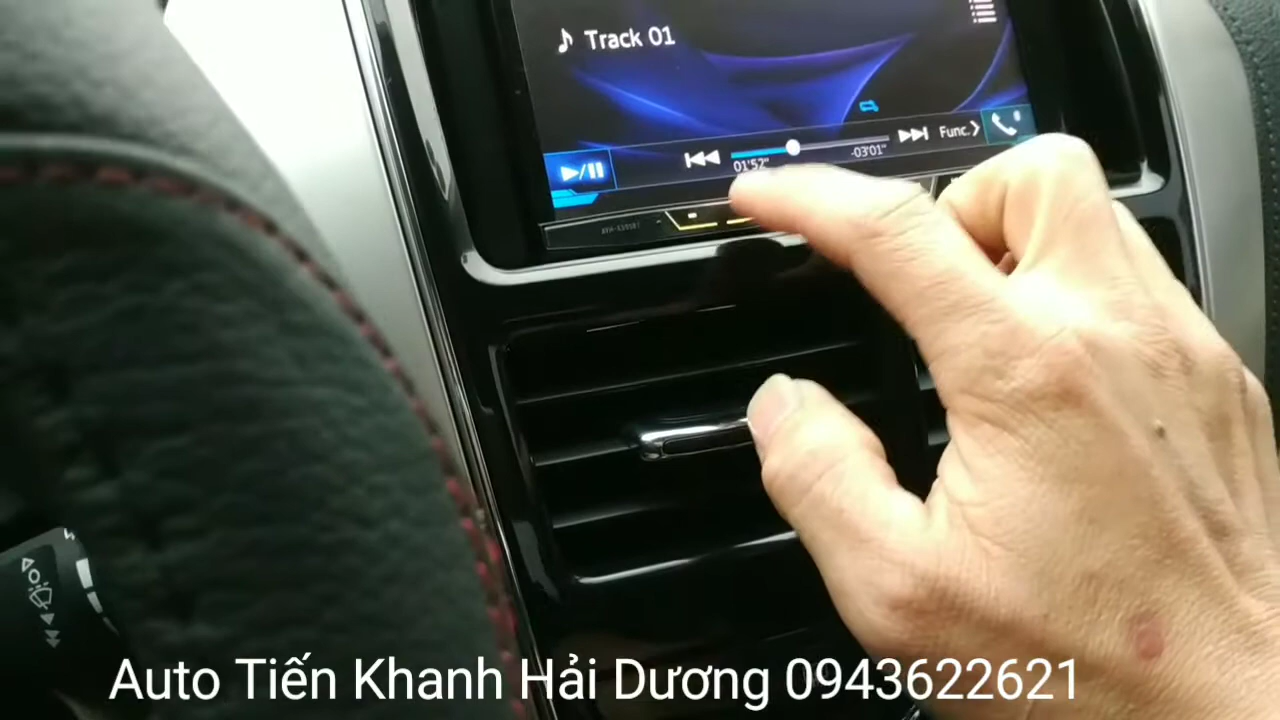 Track 01
Func.
01'52"
-03'01"
Auto Tiến Khanh Hải Dương 0943622621